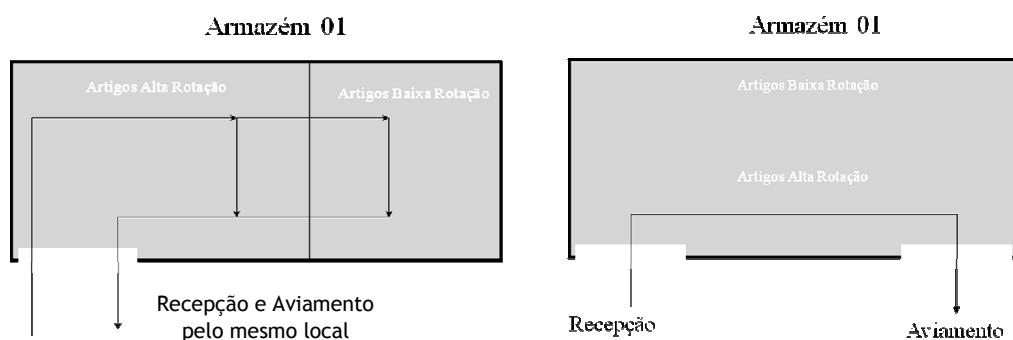 Armazém 01
Artigos Alta Rotação
Artigos Baixa Rotação
Recepção e Aviamento
pelo mesmo local
Armazém 01
Artigos Baixa Rotação
Artigos Alta Rotação
Recepção
Aviamento